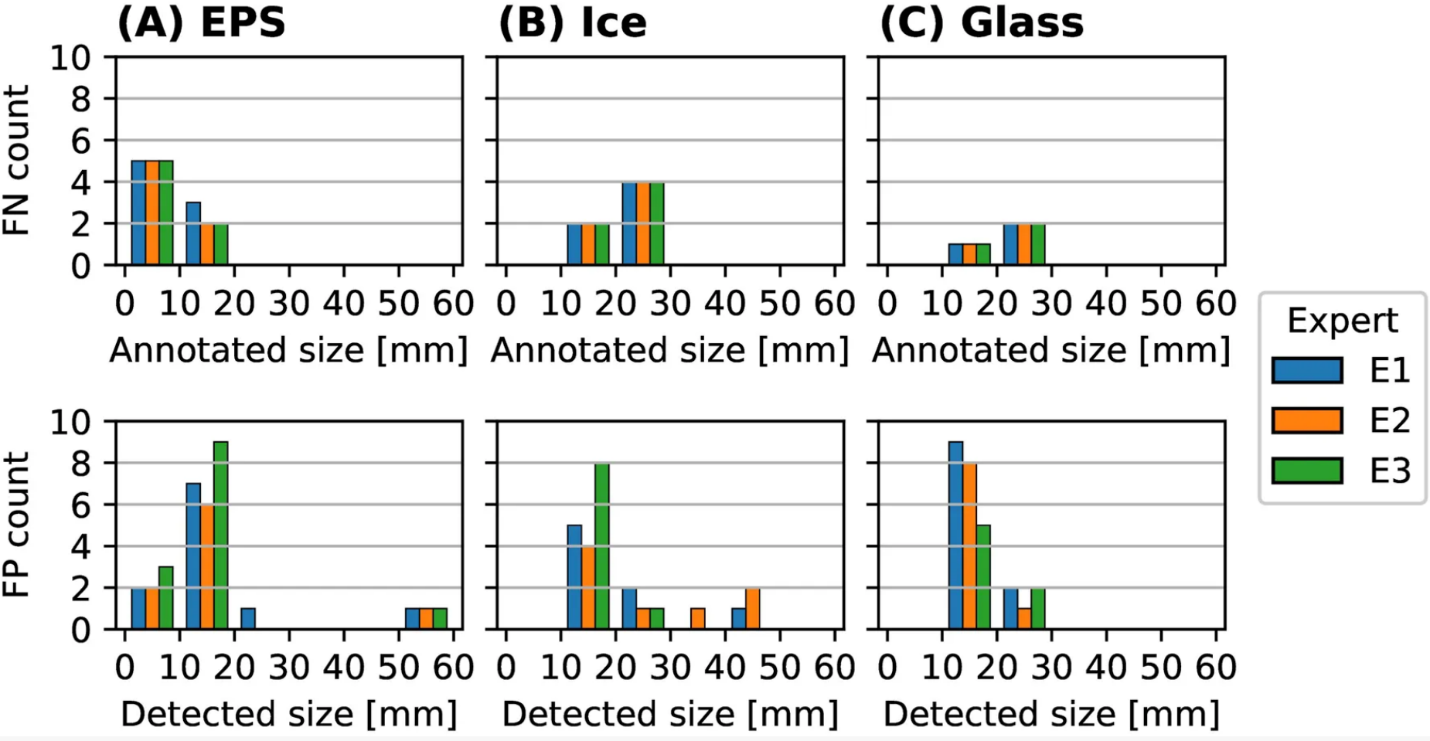 (A) EPS (B) Ice (C) Glass
FN count
10
8
6
4
2
0
0 10 20 30 40 50 60 0 10 20 30 40 50 60 0 10 20 30 40 50 60
Annotated size [mm] Annotated size [mm] Annotated size [mm]
Expert
E1
E2
E3
FP count
10
8
6
4
2
0
0 10 20 30 40 50 60 0 10 20 30 40 50 60 0 10 20 30 40 50 60
Detected size [mm] Detected size [mm] Detected size [mm]